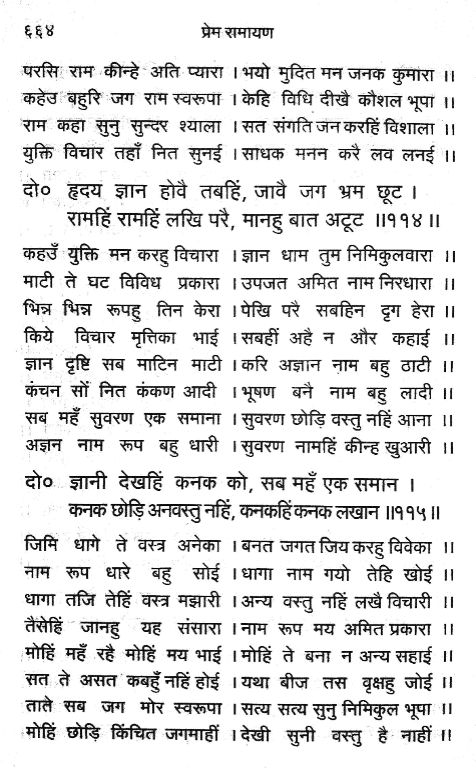 ६६४ प्रेम रामायण
परसि राम कीन्हे अति प्यारा । भयो मुदित मन जनक कुमारा ॥
कहेउ बहुरि जग राम स्वरूपा । केहि विधि दीखै कौशल भूपा ॥
राम कहा सुनु सुन्दर श्याला । सत संगति जन करहिं विशाला ॥
युक्ति विचार तहाँ नित सुनई । साधक मनन करै लव लनई ॥
दो० हृदय ज्ञान होवै तबहिं, जावै जग भ्रम छूट ।
रामहिं रामहिं लखि परै, मानहु बात अटूट ॥११४॥
कहउँ युक्ति मन करहु विचारा । ज्ञान धाम तुम निमिकुलवारा ॥
माटी ते घट विविध प्रकारा । उपजत अमित नाम निरधारा ॥
भिन्न भिन्न रूपहु तिन केरा । पेखि परै सबहिन दृग हेरा ॥
किये विचार मृत्तिका भाई । सबहीं अहै न और कहाई ॥
ज्ञान दृष्टि सब माटिन माटी । करि अज्ञान नाम बहु ठाटी ॥
कंचन सों नित कंकण आदी । भूषण बनै नाम बहु लादी ॥
सब महँ सुवरण एक समाना । सुवरण छोड़ि वस्तु नहिं आना ॥
अज्ञन नाम रूप बहु धारी । सुवरण नामहिं कीन्ह खुआरी ॥
दो० ज्ञानी देखहिं कनक को, सब महँ एक समान ।
कनक छोड़ि अनवस्तु नहिं, कनकहिं कनक लखान ॥११५॥
जिमि धागे ते वस्त्र अनेका । बनत जगत जिय करहु विवेका ॥
नाम रूप धारे बहु सोई । धागा नाम गयो तेहि खोई ॥
धागा तजि तेहिं वस्त्र मझारी । अन्य वस्तु नहिं लखै विचारी ॥
तैसेहिं जानहु यह संसारा । नाम रूप मय अमित प्रकारा ॥
मोहिं महँ रहै मोहिं मय भाई । मोहिं ते बना न अन्य सहाई ॥
सत ते असत कबहुँ नहिं होई । यथा बीज तस वृक्षहु जोई ॥
ताते सब जग मोर स्वरूपा । सत्य सत्य सुनु निमिकुल भूपा ॥
मोहिं छोड़ि किंचित जगमाहीं । देखी सुनी वस्तु है नाहीं ॥